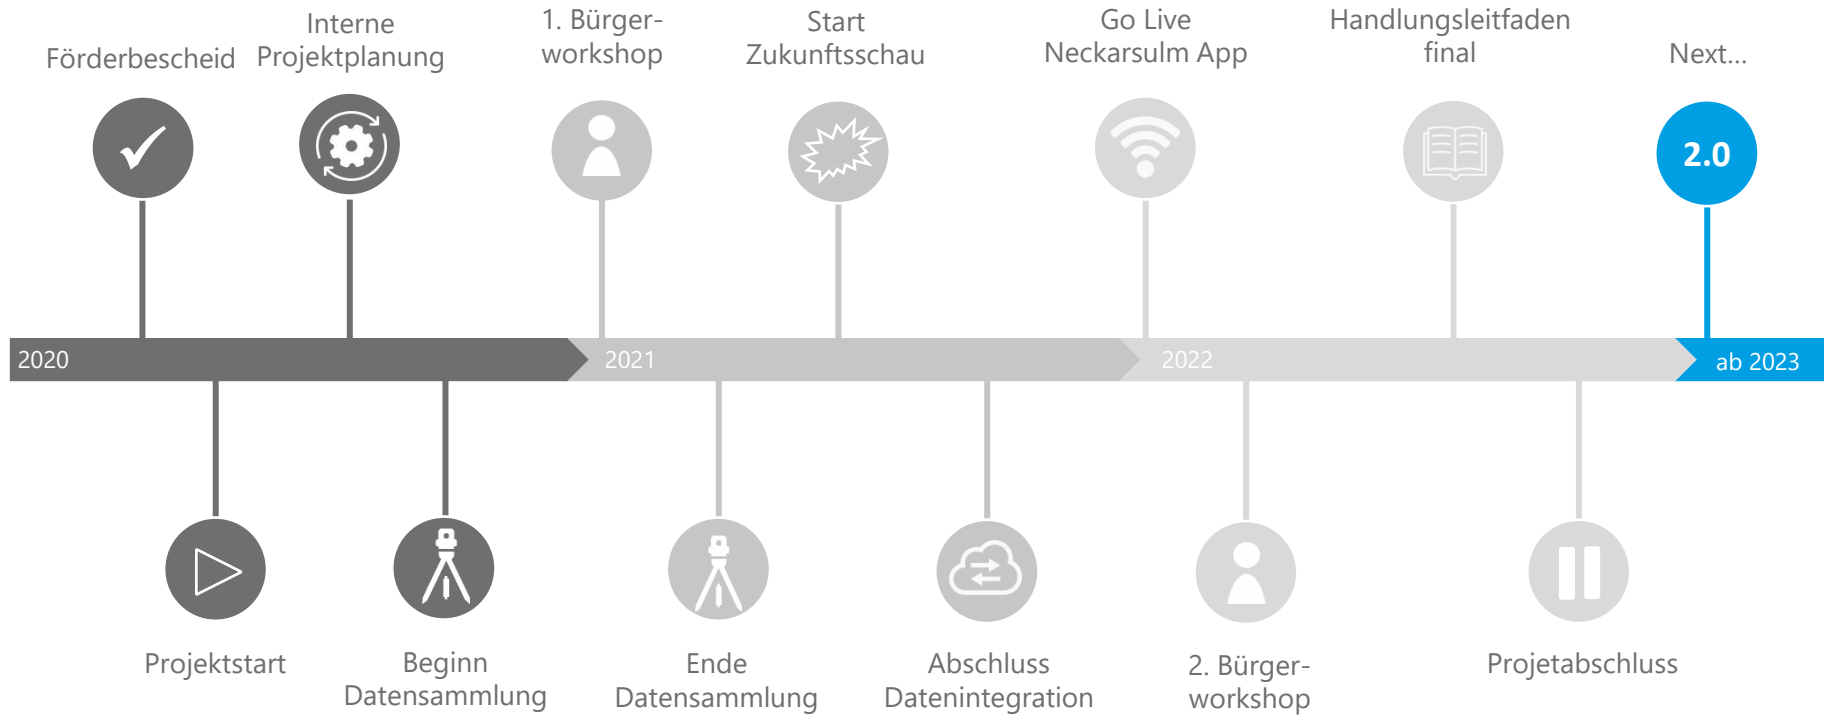 Förderbescheid
Interne
Projektplanung
1. Bürger-
workshop
Start
Zukunftsschau
Go Live
Neckarsulm App
Handlungsleitfaden
final
Next...
2.0
2020
2021
2022
ab 2023
Projektstart
Beginn
Datensammlung
Ende
Datensammlung
Abschluss
Datenintegration
2. Bürger-
workshop
Projetabschluss